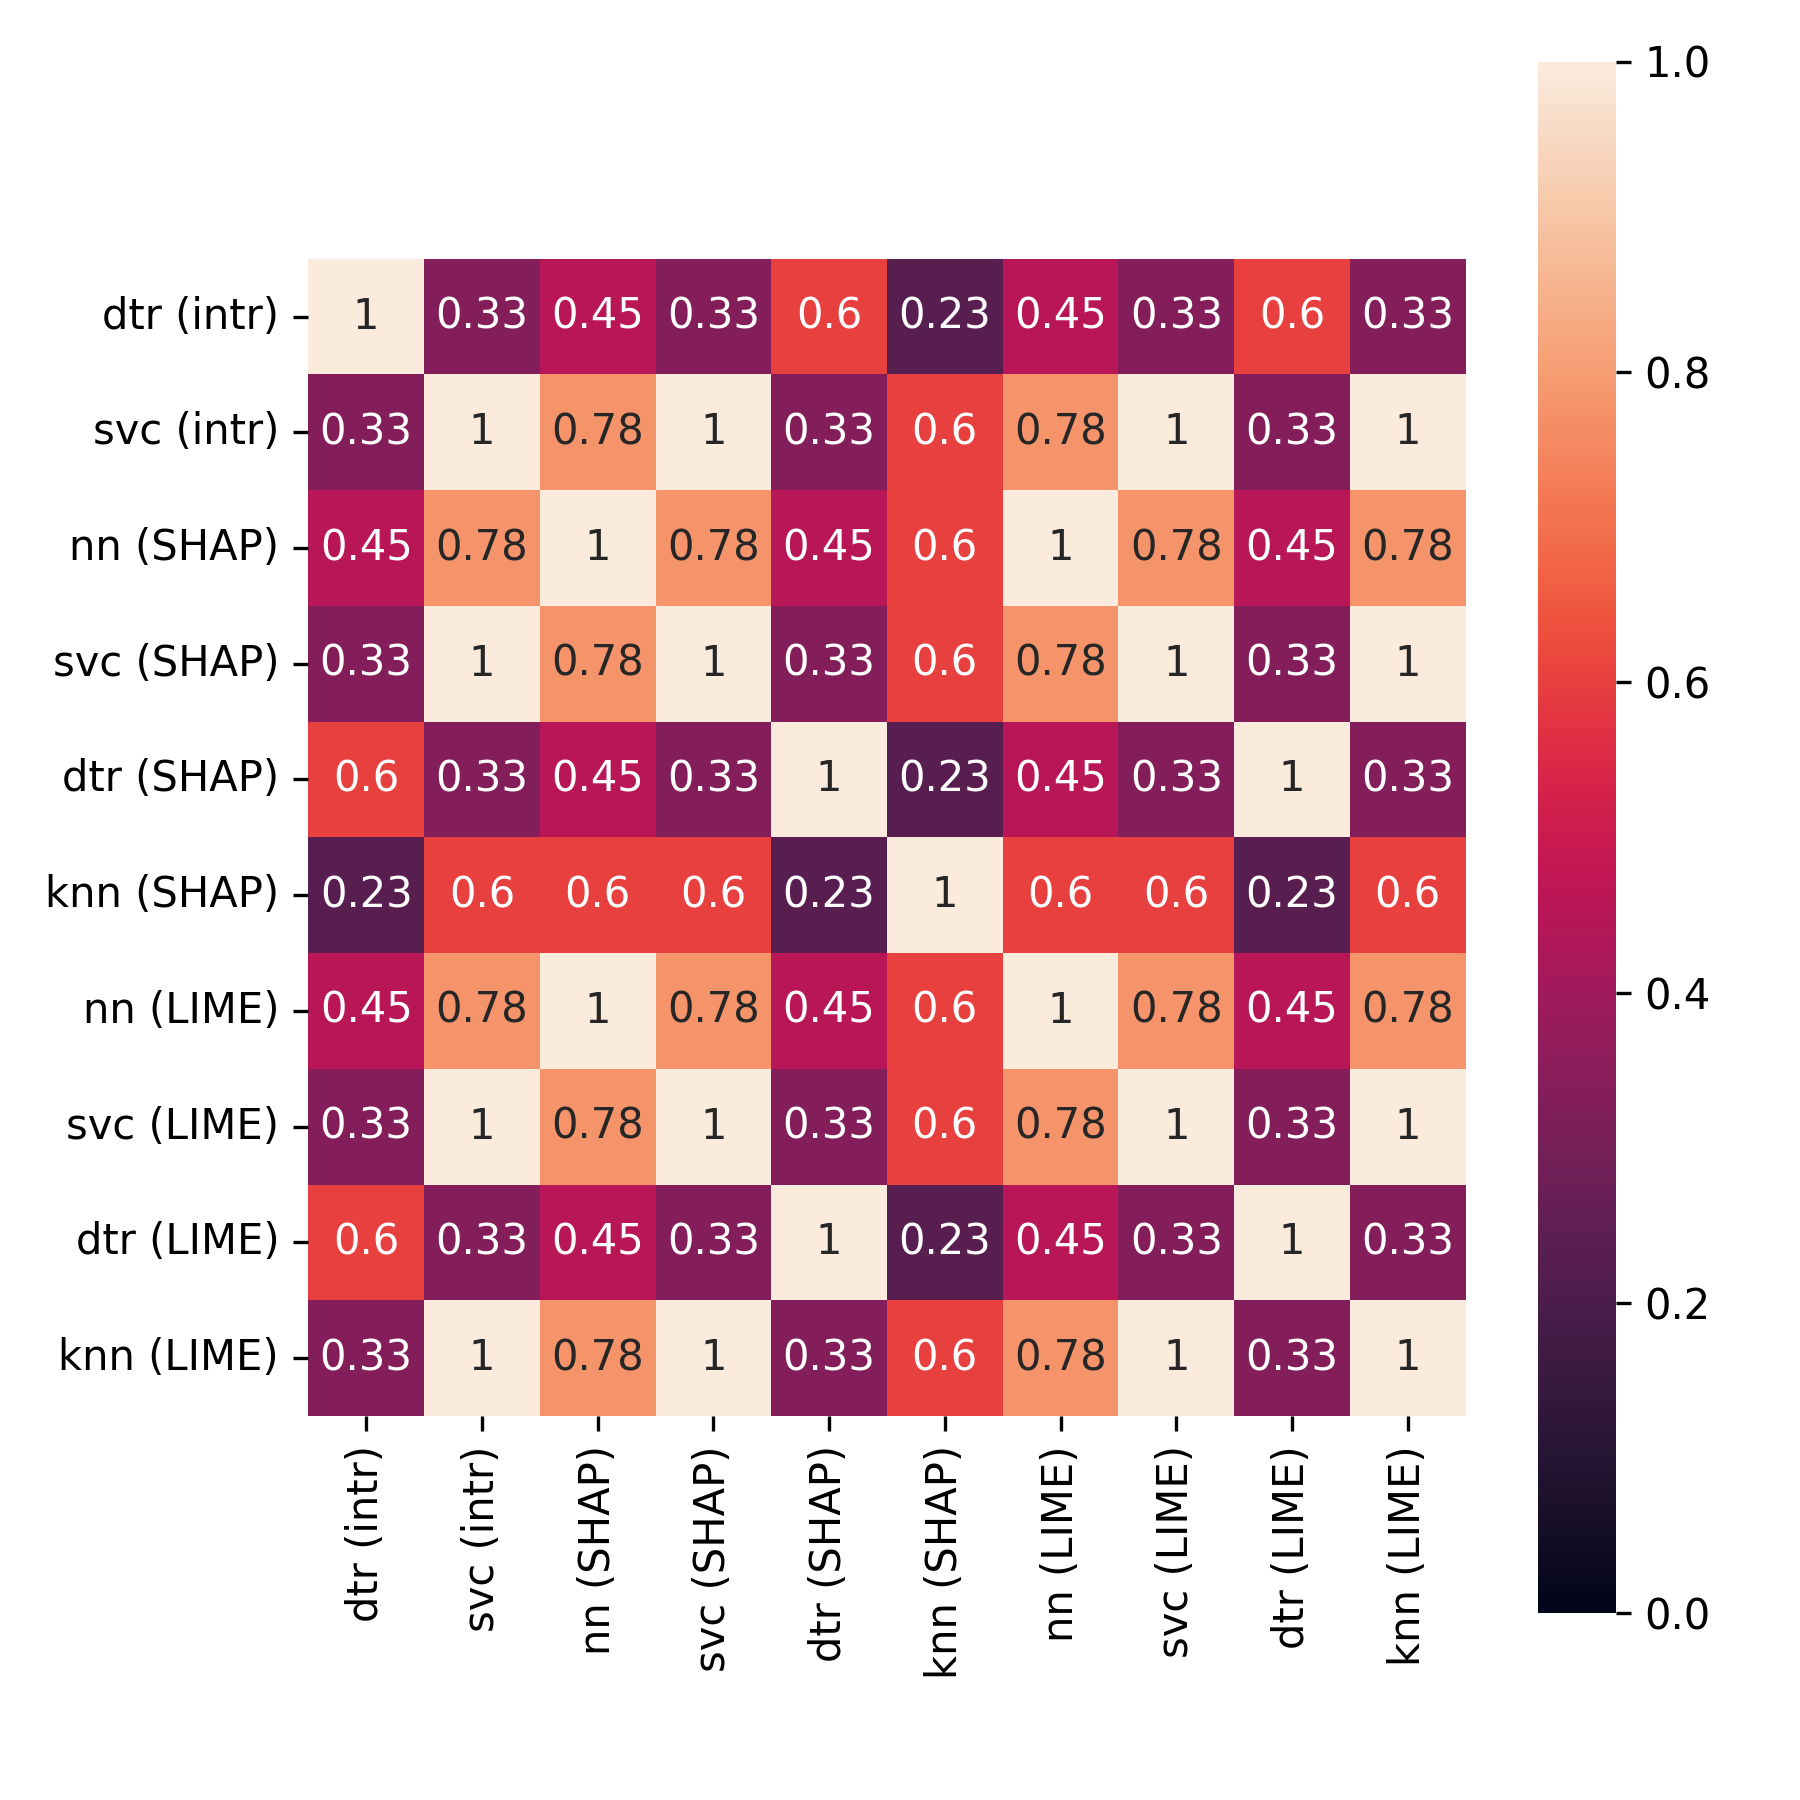 dtr (intr) 1 0.33 0.45 0.33 0.6 0.23 0.45 0.33 0.6 0.33
svc (intr) 0.33 1 0.78 1 0.33 0.6 0.78 1 0.33 1
nn (SHAP) 0.45 0.78 1 0.78 0.45 0.6 1 0.78 0.45 0.78
svc (SHAP) 0.33 1 0.78 1 0.33 0.6 0.78 1 0.33 1
dtr (SHAP) 0.6 0.33 0.45 0.33 1 0.23 0.45 0.33 1 0.33
knn (SHAP) 0.23 0.6 0.6 0.6 0.23 1 0.6 0.6 0.23 0.6
nn (LIME) 0.45 0.78 1 0.78 0.45 0.6 1 0.78 0.45 0.78
svc (LIME) 0.33 1 0.78 1 0.33 0.6 0.78 1 0.33 1
dtr (LIME) 0.6 0.33 0.45 0.33 1 0.23 0.45 0.33 1 0.33
knn (LIME) 0.33 1 0.78 1 0.33 0.6 0.78 1 0.33 1
dtr (intr)
svc (intr)
nn (SHAP)
svc (SHAP)
dtr (SHAP)
knn (SHAP)
nn (LIME)
svc (LIME)
dtr (LIME)
knn (LIME)
1.0
0.8
0.6
0.4
0.2
0.0